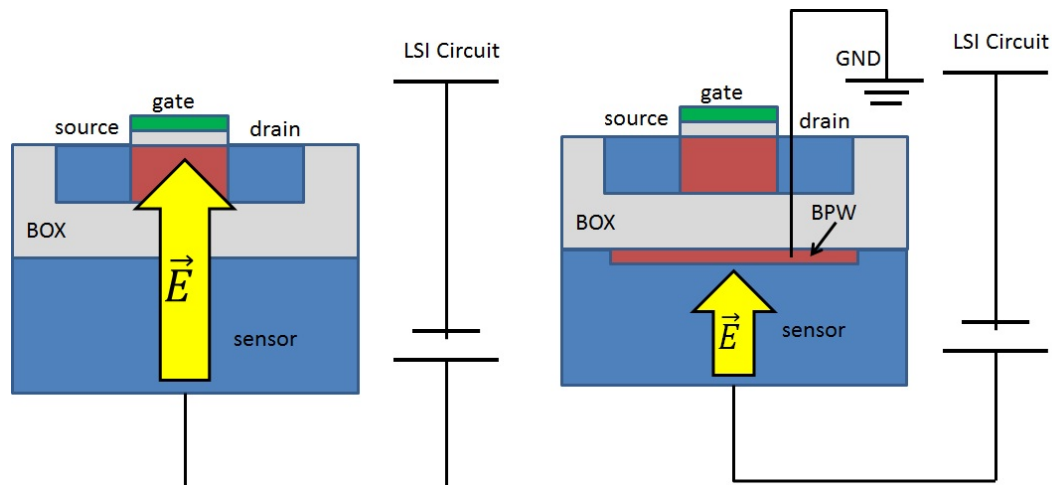 LSI Circuit
gate
source
drain
BOX
E
sensor
LSI Circuit
GND
gate
source
drain
BPW
BOX
E
sensor